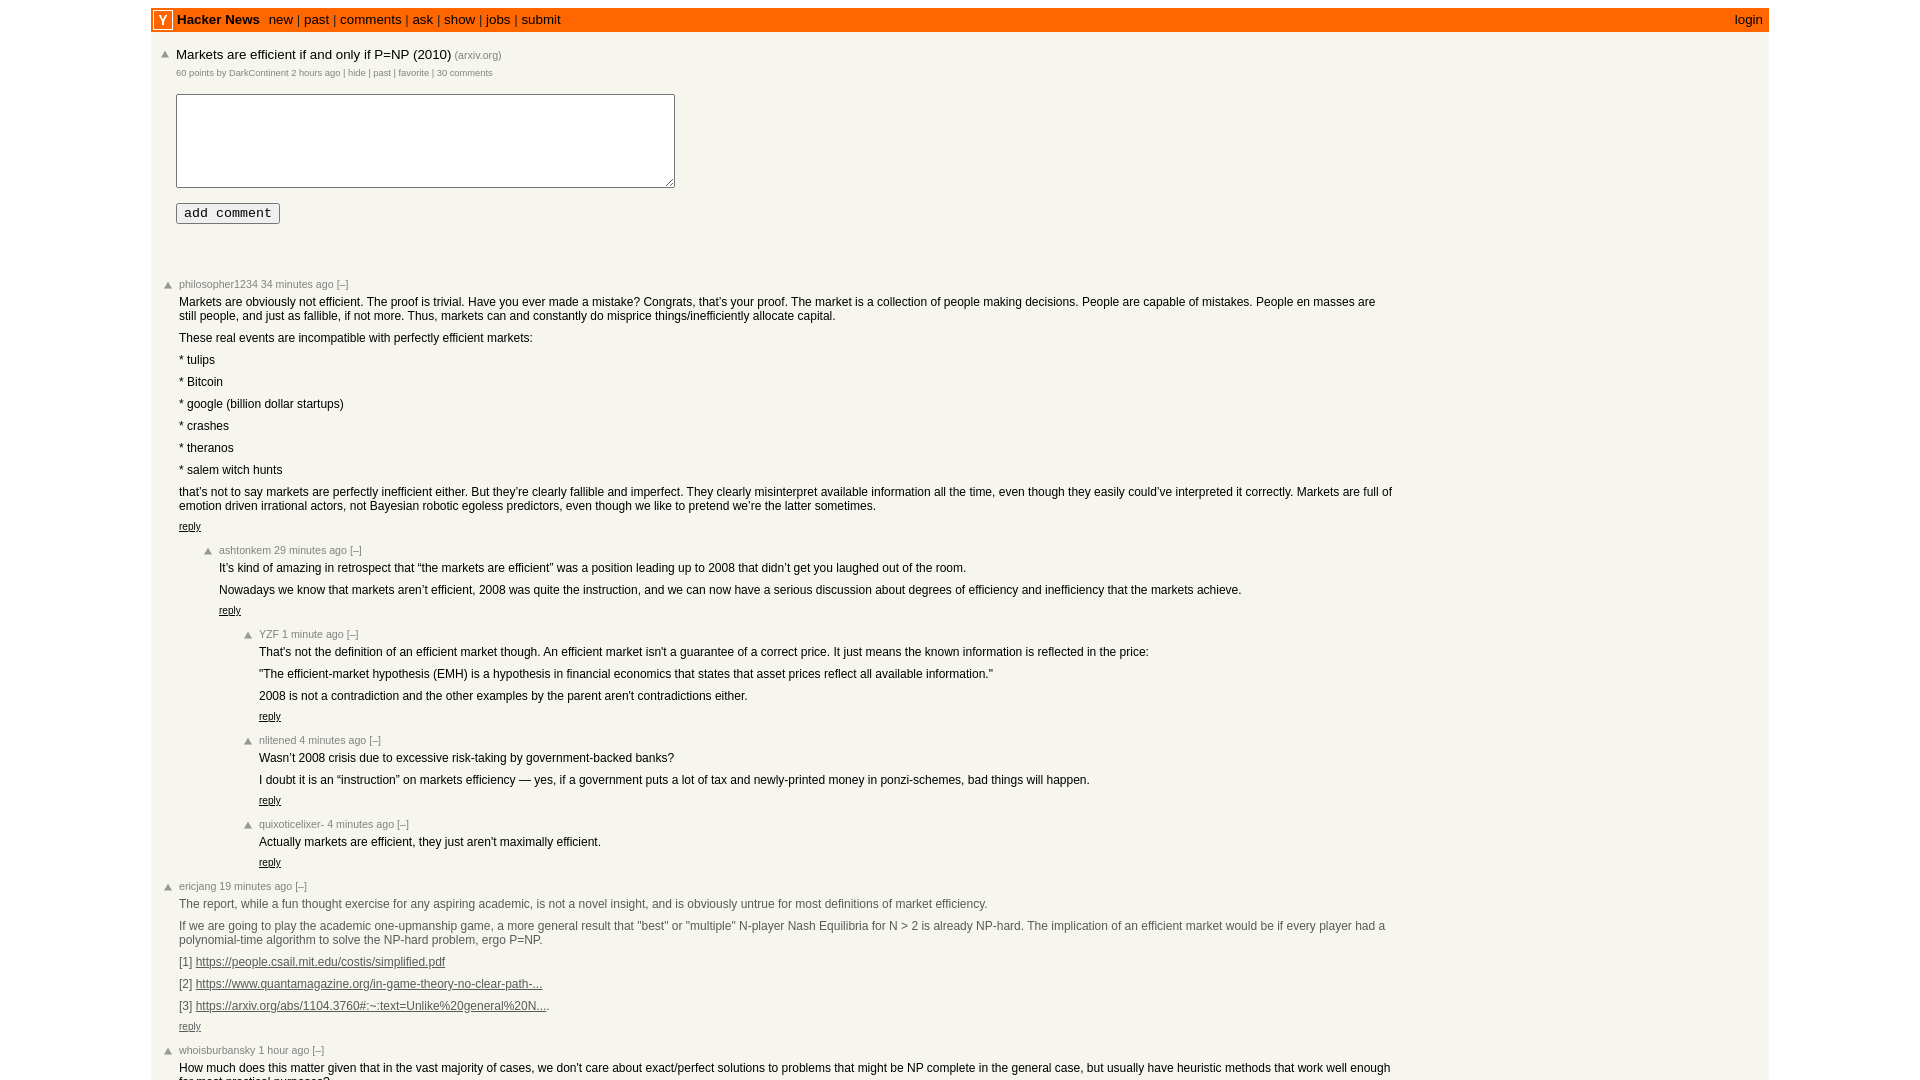 Y Hacker News new | past | comments | ask | show | jobs | submit login
Markets are efficient if and only if P=NP (2010) (arxiv.org)
60 points by DarkContinent 2 hours ago | hide | past | favorite | 30 comments
add comment
philosopher1234 34 minutes ago [–]
Markets are obviously not efficient. The proof is trivial. Have you ever made a mistake? Congrats, that’s your proof. The market is a collection of people making decisions. People are capable of mistakes. People en masses are
still people, and just as fallible, if not more. Thus, markets can and constantly do misprice things/inefficiently allocate capital.
These real events are incompatible with perfectly efficient markets:
* tulips
* Bitcoin
* google (billion dollar startups)
* crashes
* theranos
* salem witch hunts
that’s not to say markets are perfectly inefficient either. But they’re clearly fallible and imperfect. They clearly misinterpret available information all the time, even though they easily could’ve interpreted it correctly. Markets are full of
emotion driven irrational actors, not Bayesian robotic egoless predictors, even though we like to pretend we’re the latter sometimes.
reply
ashtonkem 29 minutes ago [–]
It’s kind of amazing in retrospect that “the markets are efficient” was a position leading up to 2008 that didn’t get you laughed out of the room.
Nowadays we know that markets aren’t efficient, 2008 was quite the instruction, and we can now have a serious discussion about degrees of efficiency and inefficiency that the markets achieve.
reply
YZF 1 minute ago [–]
That's not the definition of an efficient market though. An efficient market isn't a guarantee of a correct price. It just means the known information is reflected in the price:
"The efficient-market hypothesis (EMH) is a hypothesis in financial economics that states that asset prices reflect all available information."
2008 is not a contradiction and the other examples by the parent aren't contradictions either.
reply
nlitened 4 minutes ago [–]
Wasn’t 2008 crisis due to excessive risk-taking by government-backed banks?
I doubt it is an “instruction” on markets efficiency — yes, if a government puts a lot of tax and newly-printed money in ponzi-schemes, bad things will happen.
reply
quixoticelixer- 4 minutes ago [–]
Actually markets are efficient, they just aren't maximally efficient.
reply
ericjang 19 minutes ago [–]
The report, while a fun thought exercise for any aspiring academic, is not a novel insight, and is obviously untrue for most definitions of market efficiency.
If we are going to play the academic one-upmanship game, a more general result that "best" or "multiple" N-player Nash Equilibria for N > 2 is already NP-hard. The implication of an efficient market would be if every player had a
polynomial-time algorithm to solve the NP-hard problem, ergo P=NP.
[1] https://people.csail.mit.edu/costis/simplified.pdf
[2] https://www.quantamagazine.org/in-game-theory-no-clear-path-...
[3] https://arxiv.org/abs/1104.3760#:~:text=Unlike%20general%20N....
reply
whoisburbansky 1 hour ago [–]
How much does this matter given that in the vast majority of cases, we don't care about exact/perfect solutions to problems that might be NP complete in the general case, but usually have heuristic methods that work well enough
for most practical purposes?